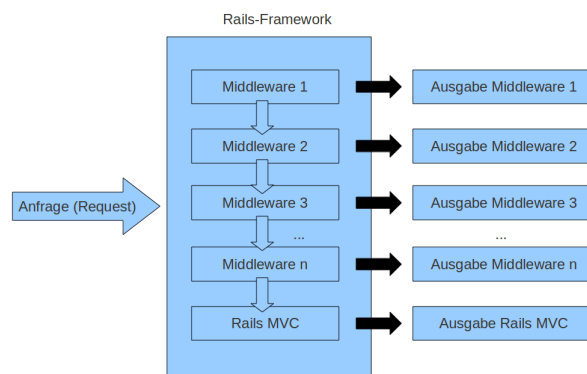 Rails-Framework
Middleware 1
Ausgabe Middleware 1
Middleware 2
Ausgabe Middleware 2
Anfrage (Request)
Middleware 3
Ausgabe Middleware 3
...
...
Middleware n
Ausgabe Middleware n
Rails MVC
Ausgabe Rails MVC